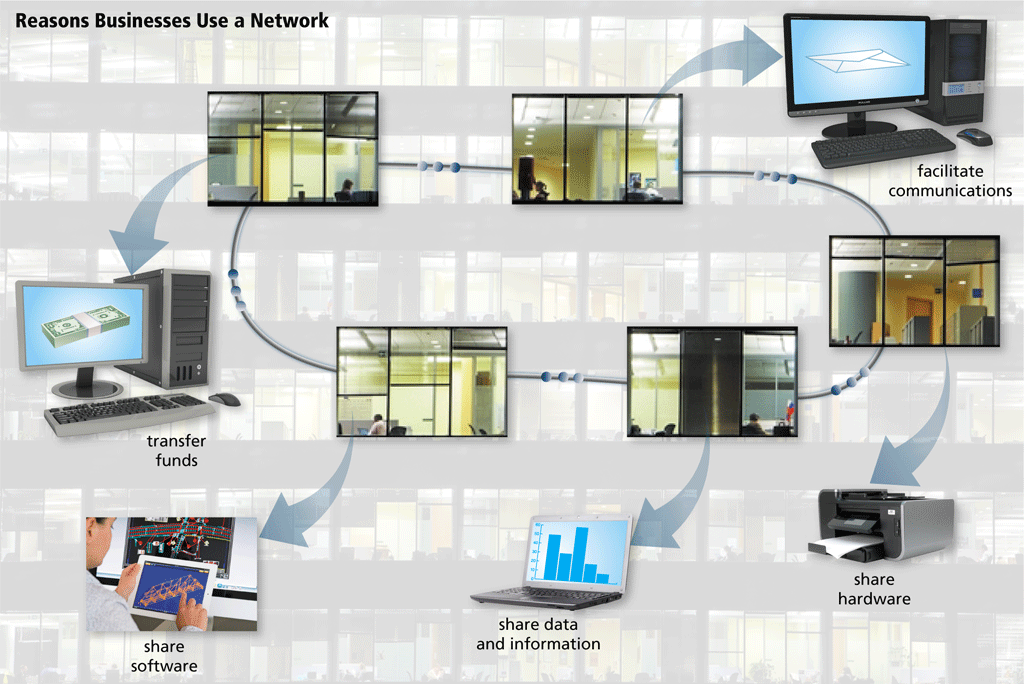 Reasons Businesses Use a Network
facilitate
communications
transfer
funds
share
software
share data
and information
share
hardware